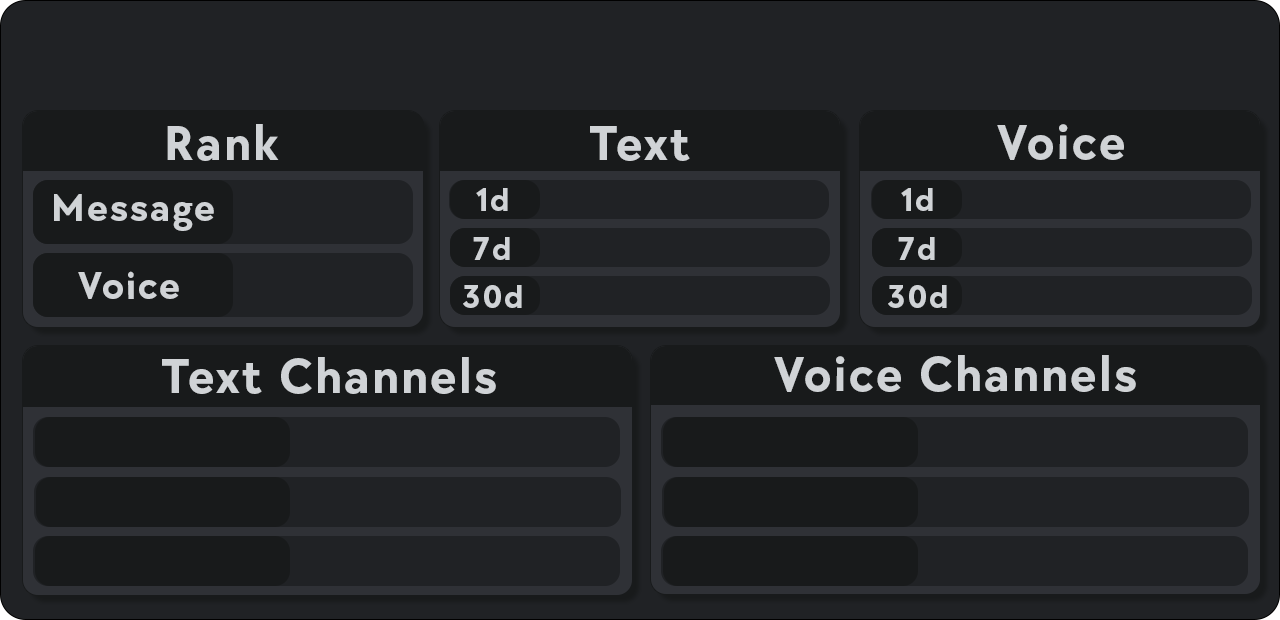 Rank
Message
Voice
Text
1d
7d
30d
Voice
1d
7d
30d
Text Channels
Voice Channels